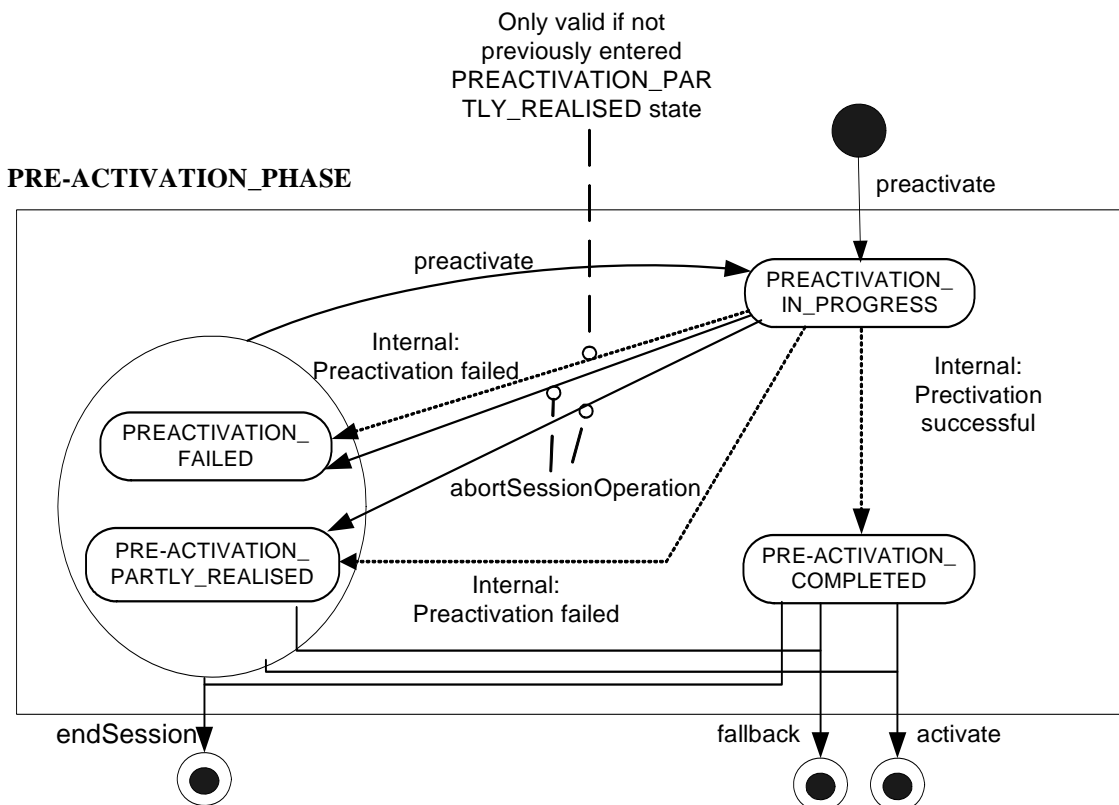 Only valid if not
previously entered
PREACTIVATION_PAR
TLY_REALISED state
PRE-ACTIVATION_PHASE
preactivate
preactivate
PREACTIVATION_
IN_PROGRESS
Internal:
Preactivation failed
Internal:
Prectivation
successful
PREACTIVATION_
FAILED
abortSessionOperation
PRE-ACTIVATION_
PARTLY_REALISED
PRE-ACTIVATION_
COMPLETED
Internal:
Preactivation failed
endSession
fallback
activate